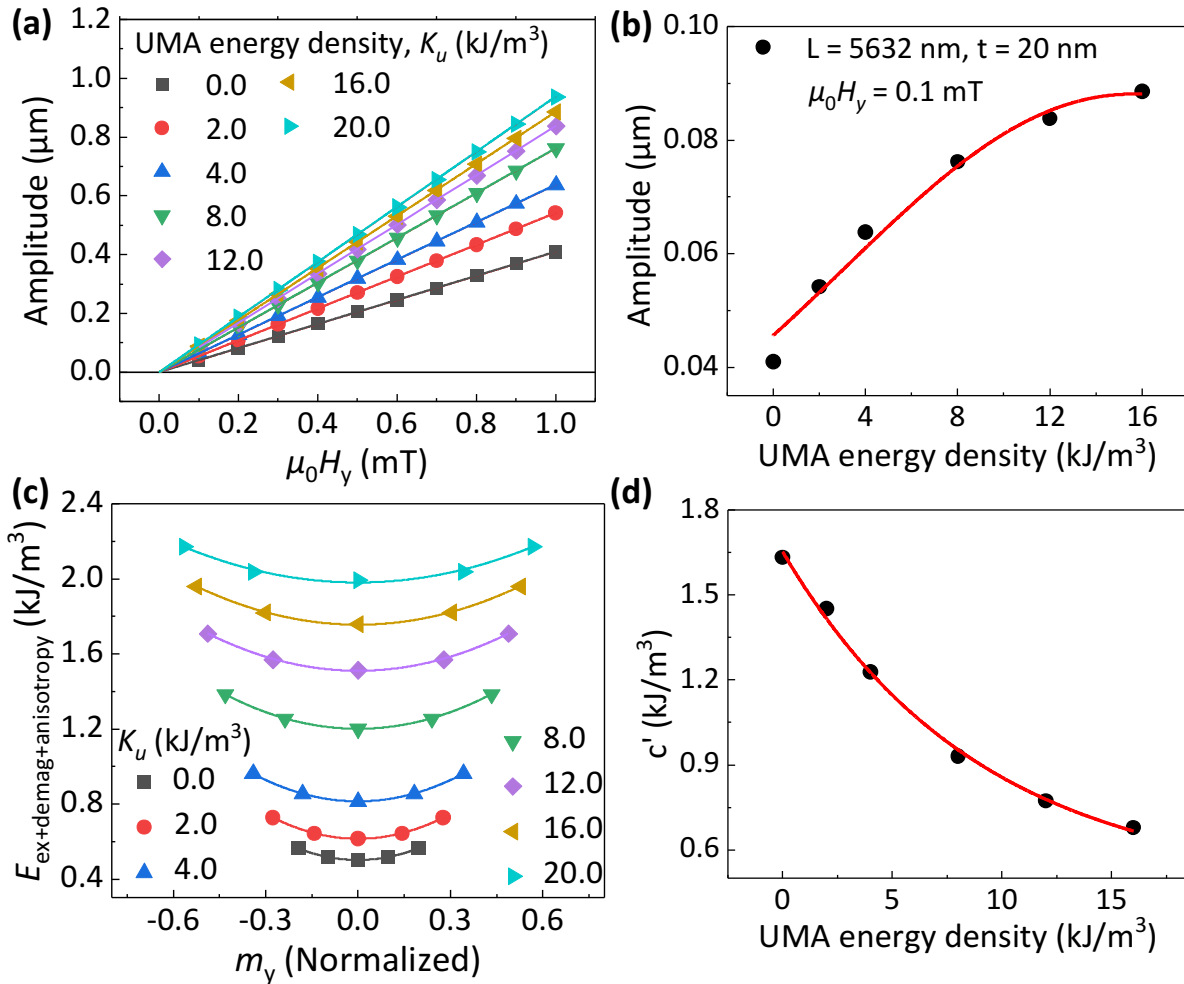 (a)
UMA energy density, K_u (kJ/m³)
0.0
2.0
4.0
8.0
12.0
16.0
20.0
1.2
1.0
0.8
0.6
0.4
0.2
0.0
Amplitude (μm)
0.0 0.2 0.4 0.6 0.8 1.0
μ₀H_y (mT)
(b)
L = 5632 nm, t = 20 nm
μ₀H_y = 0.1 mT
0.10
0.08
0.06
0.04
Amplitude (μm)
0 4 8 12 16
UMA energy density (kJ/m³)
(c)
2.4
2.0
1.6
1.2
0.8
0.4
E_ex+demag+anisotropy (kJ/m³)
K_u (kJ/m³)
0.0
2.0
4.0
8.0
12.0
16.0
20.0
-0.6 -0.3 0.0 0.3 0.6
m_y (Normalized)
(d)
1.8
1.5
1.2
0.9
0.6
c' (kJ/m³)
0 5 10 15
UMA energy density (kJ/m³)